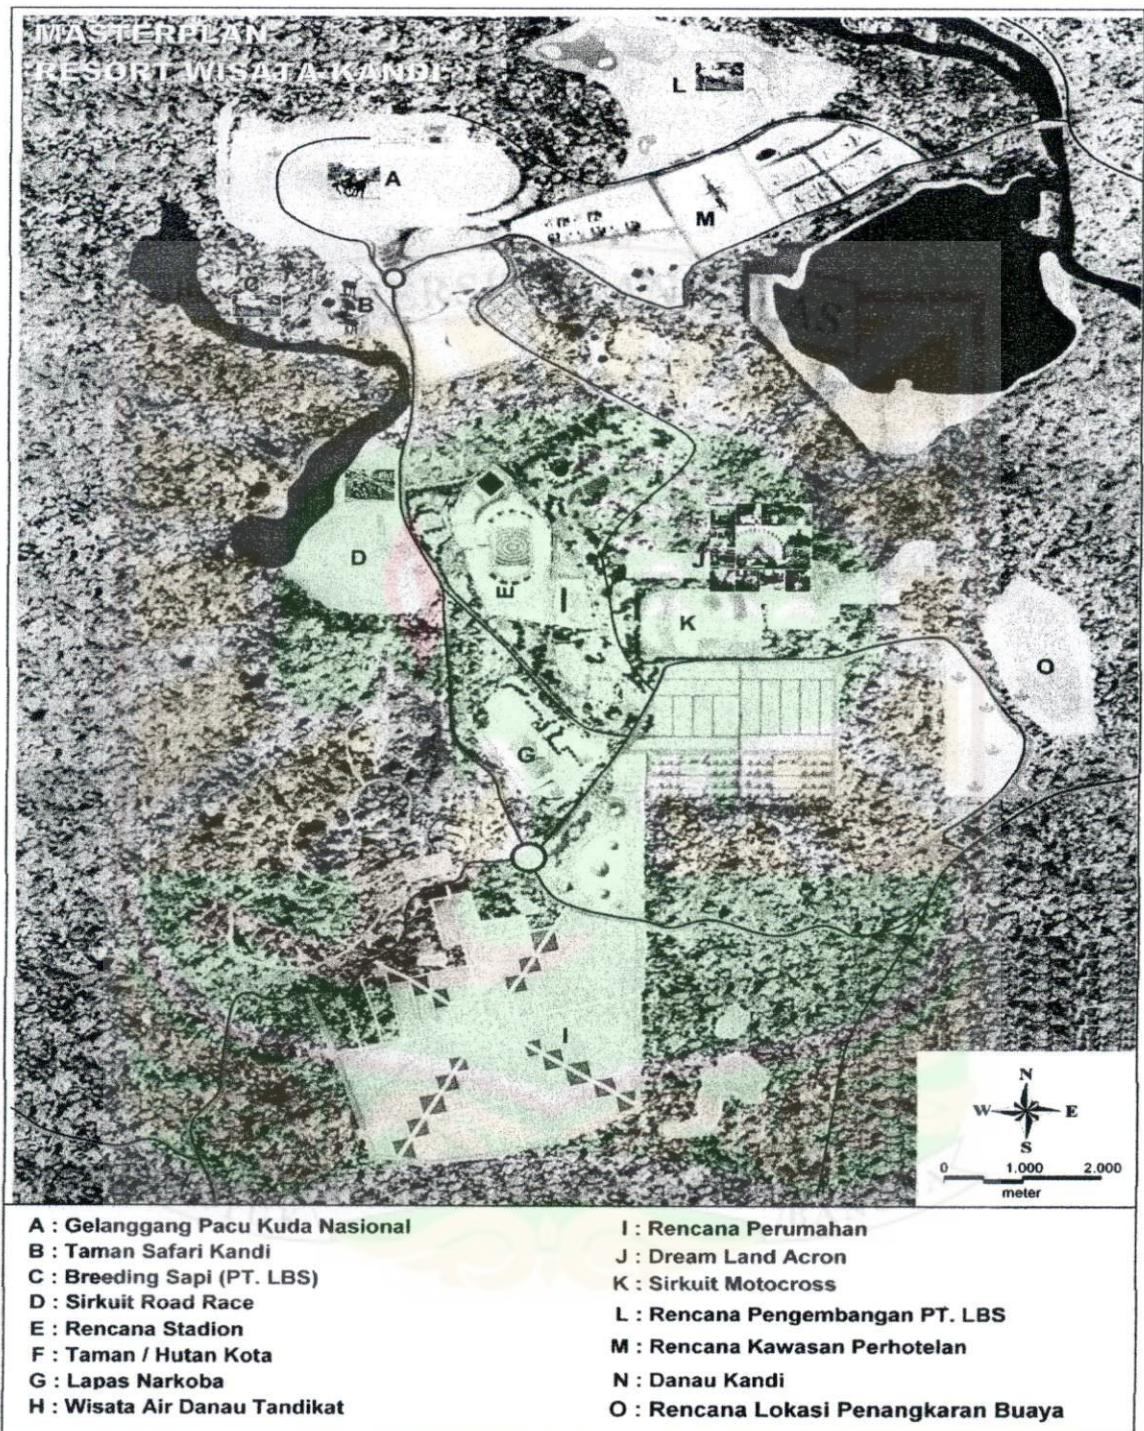 MASTERPLAN
RESORT WISATA KANDI
L
A
M
C
B
D
E
J
K
O
G
I
N
W E
S
0 1.000 2.000
meter
A : Gelanggang Pacu Kuda Nasional
B : Taman Safari Kandi
C : Breeding Sapi (PT. LBS)
D : Sirkuit Road Race
E : Rencana Stadion
F : Taman / Hutan Kota
G : Lapas Narkoba
H : Wisata Air Danau Tandikat
I : Rencana Perumahan
J : Dream Land Acron
K : Sirkuit Motocross
L : Rencana Pengembangan PT. LBS
M : Rencana Kawasan Perhotelan
N : Danau Kandi
O : Rencana Lokasi Penangkaran Buaya